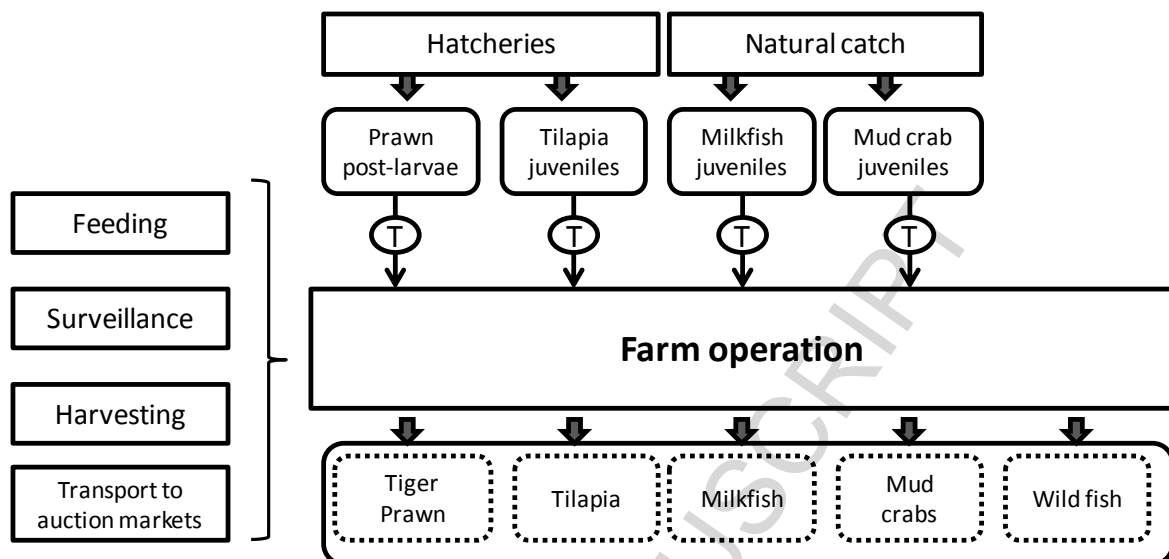 Hatcheries
Natural catch
Prawn
post-larvae
Tilapia
juveniles
Milkfish
juveniles
Mud crab
juveniles
T
T
T
T
Feeding
Surveillance
Harvesting
Transport to
auction markets
Farm operation
Tiger
Prawn
Tilapia
Milkfish
Mud
crabs
Wild fish
USCRIPT